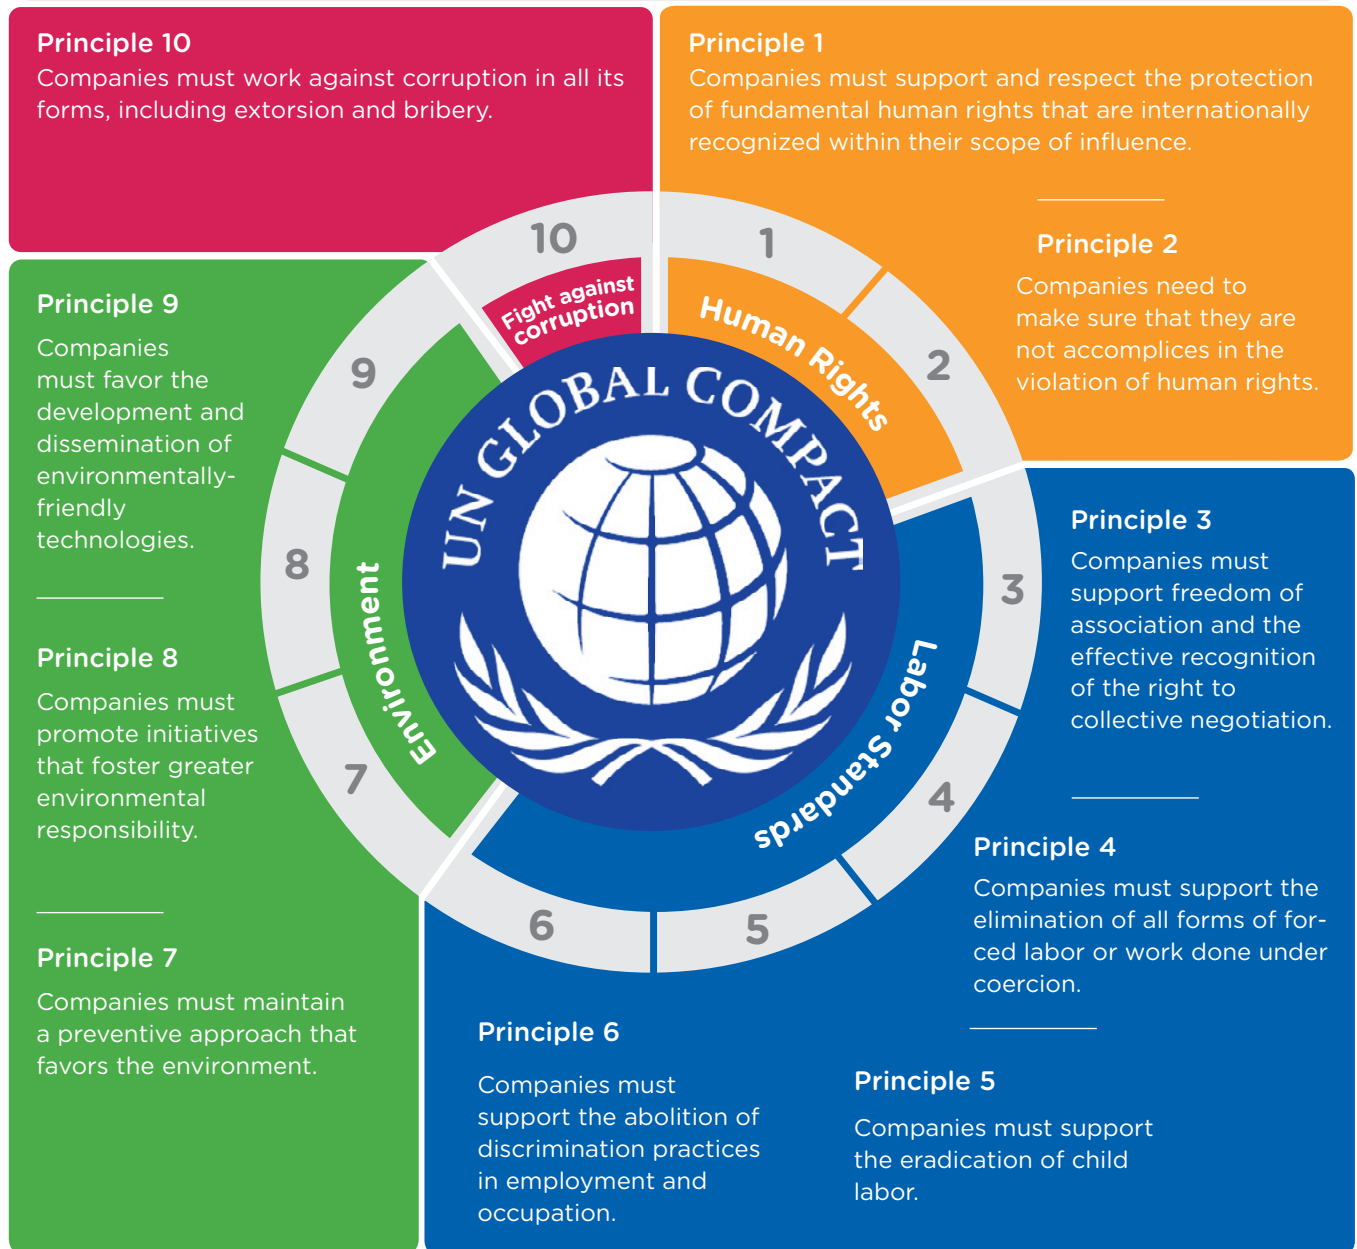 Principle 10
Companies must work against corruption in all its
forms, including extorsion and bribery.
Principle 1
Companies must support and respect the protection
of fundamental human rights that are internationally
recognized within their scope of influence.
Principle 2
Companies need to
make sure that they are
not accomplices in the
violation of human rights.
Principle 3
Companies must
support freedom of
association and the
effective recognition
of the right to
collective negotiation.
Principle 4
Companies must support the
elimination of all forms of for-
ced labor or work done under
coercion.
Principle 5
Companies must support
the eradication of child
labor.
Principle 6
Companies must
support the abolition of
discrimination practices
in employment and
occupation.
Principle 7
Companies must maintain
a preventive approach that
favors the environment.
Principle 8
Companies must
promote initiatives
that foster greater
environmental
responsibility.
Principle 9
Companies
must favor the
development and
dissemination of
environmentally-
friendly
technologies.
10
1
2
3
4
5
6
7
8
9
Fight against
corruption
Human Rights
Labor Standards
Environment
UN GLOBAL COMPACT